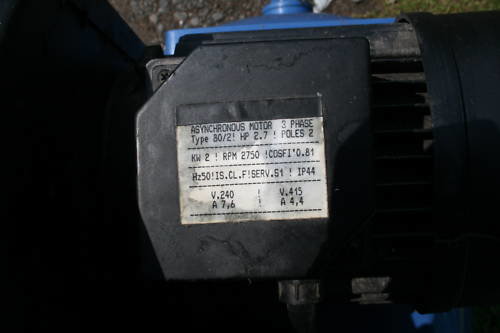 ASYNCHRONOUS MOTOR 3 PHASE
Type 80/2! HP 2.7 ! POLES 2
KW 2 ! RPM 2750 !COSFI'0.81
Hz50!IS.CL.F!SERV.S1 ! IP44
V.240 ! V.415
A 7,6 ! A 4,4